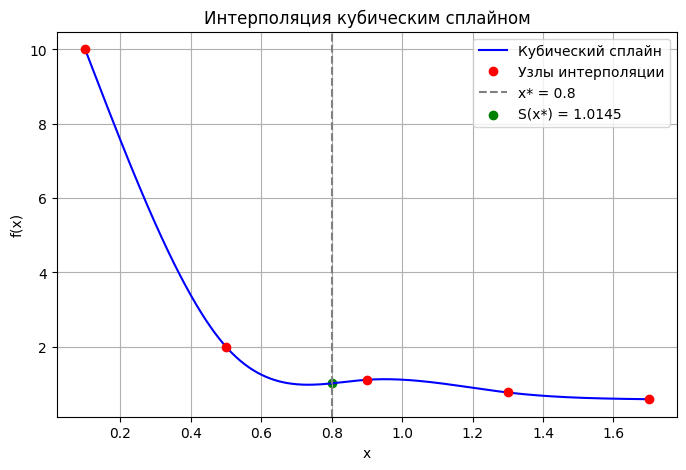 Интерполяция кубическим сплайном
Кубический сплайн
Узлы интерполяции
x* = 0.8
S(x*) = 1.0145
f(x)
10
8
6
4
2
0.2 0.4 0.6 0.8 1.0 1.2 1.4 1.6
x